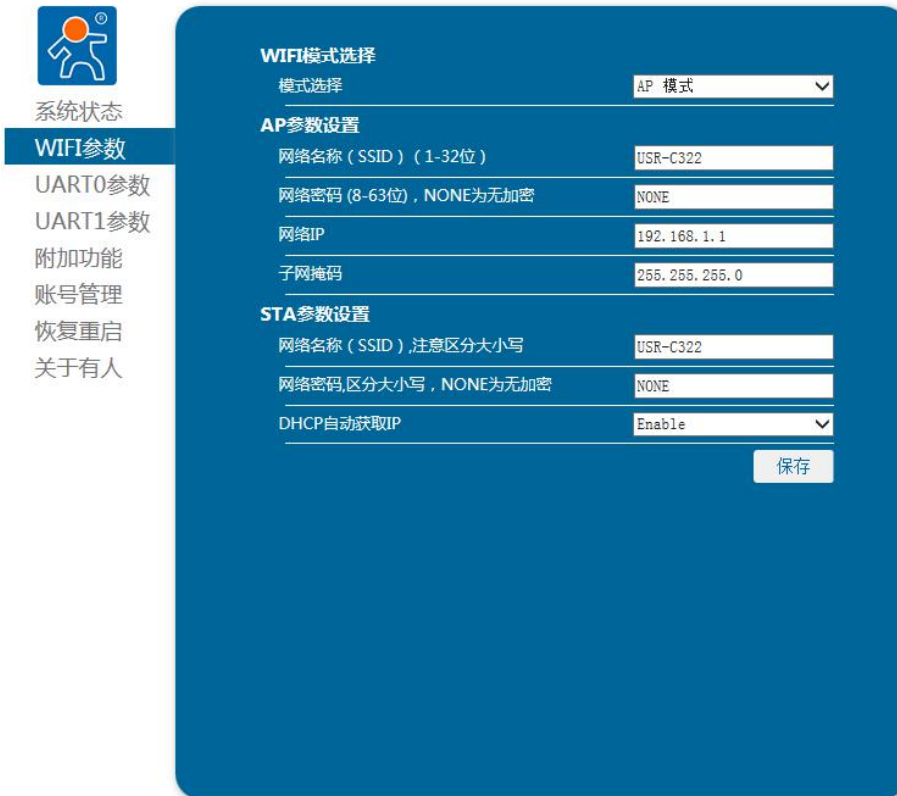 ®
系统状态
WIFI参数
UART0参数
UART1参数
附加功能
账号管理
恢复重启
关于有人
WIFI模式选择
模式选择 AP 模式
AP参数设置
网络名称（SSID）（1-32位） USR-C322
网络密码 (8-63位)，NONE为无加密 NONE
网络IP 192.168.1.1
子网掩码 255.255.255.0
STA参数设置
网络名称（SSID）,注意区分大小写 USR-C322
网络密码,区分大小写，NONE为无加密 NONE
DHCP自动获取IP Enable
保存